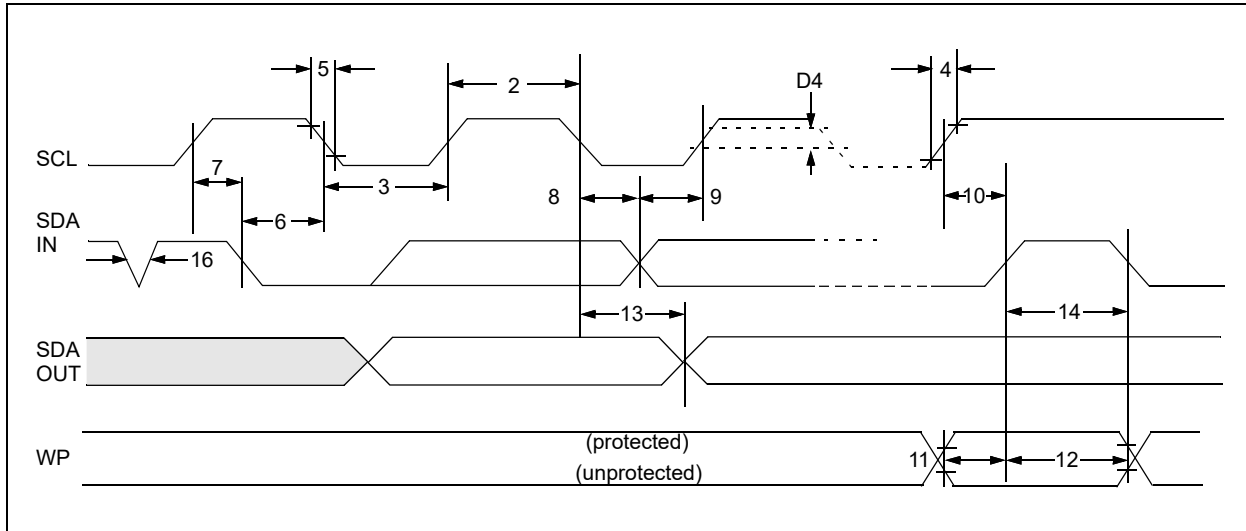 5
2
D4
4
SCL
7
3
8
9
10
SDA
IN
6
16
13
14
SDA
OUT
WP
(protected)
(unprotected)
11
12